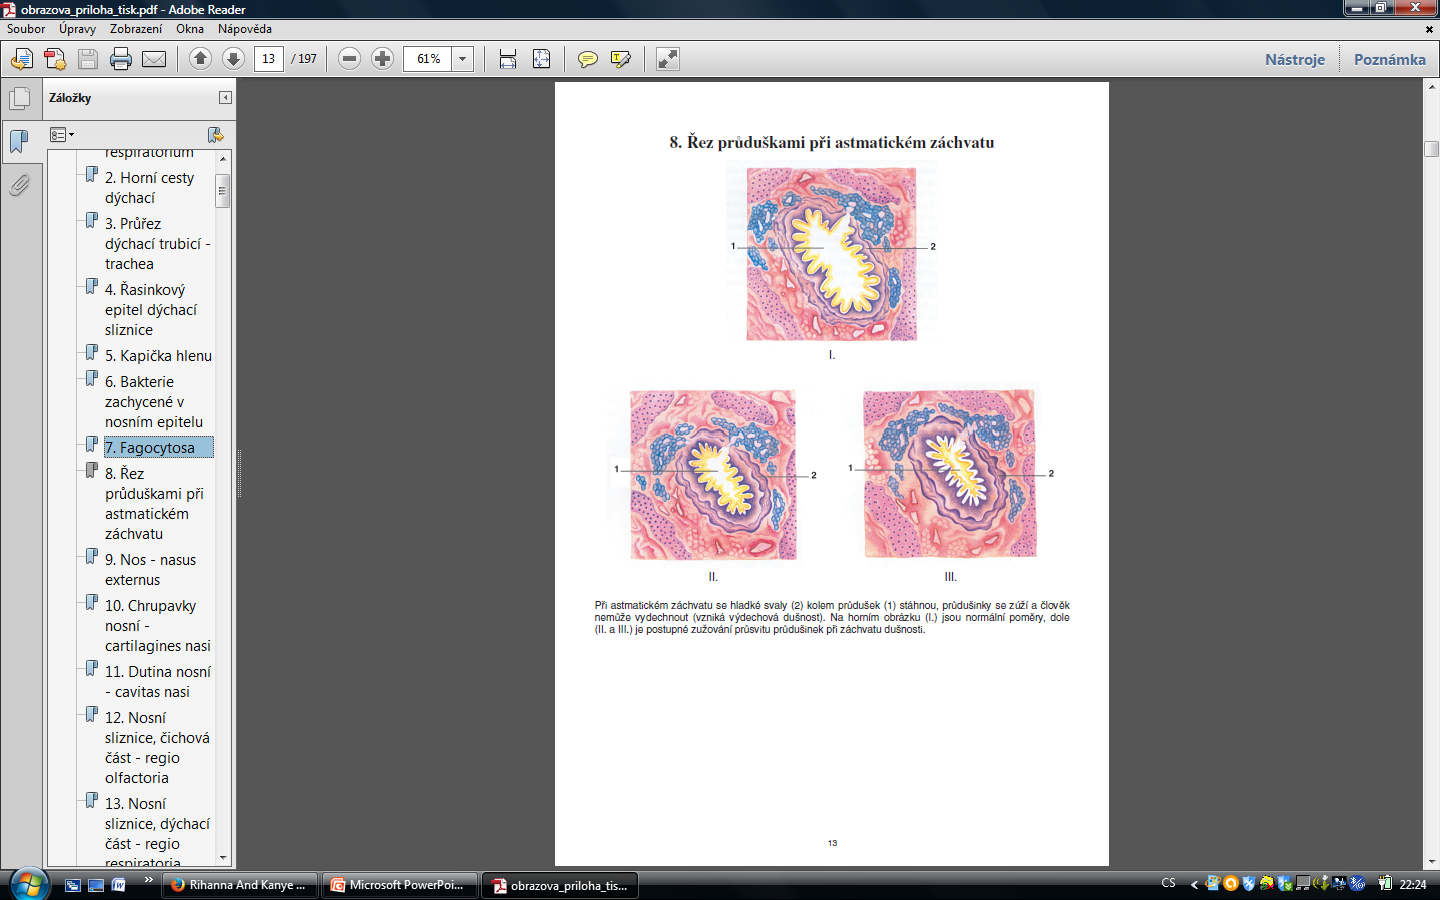 obrazova_priloha_tisk.pdf - Adobe Reader
Soubor Úpravy Zobrazení Okna Nápověda
13 / 197 61% Nástroje Poznámka
Záložky
respiratorium
2. Horní cesty
dýchací
3. Průřez
dýchací trubicí -
trachea
4. Řasinkový
epitel dýchací
sliznice
5. Kapička hlenu
6. Bakterie
zachycené v
nosním epitelu
7. Fagocytosa
8. Řez
průduškami při
astmatickém
záchvatu
9. Nos - nasus
externus
10. Chrupavky
nosní -
cartilagines nasi
11. Dutina nosní
- cavitas nasi
12. Nosní
sliznice, čichová
část - regio
olfactoria
13. Nosní
sliznice, dýchací
část - regio
respiratoria
8. Řez průduškami při astmatickém záchvatu
1 2
I.
1 2
1 2
II. III.
Při astmatickém záchvatu se hladké svaly (2) kolem průdušek (1) stáhnou, průdušinky se zúží a člověk
nemůže vydechnout (vzniká výdechová dušnost). Na horním obrázku (I.) jsou normální poměry, dole
(II. a III.) je postupné zužování průsvitu průdušinek při záchvatu dušnosti.
13
Rihanna And Kanye ... Microsoft PowerPoi... obrazova_priloha_tis... CS 22:24